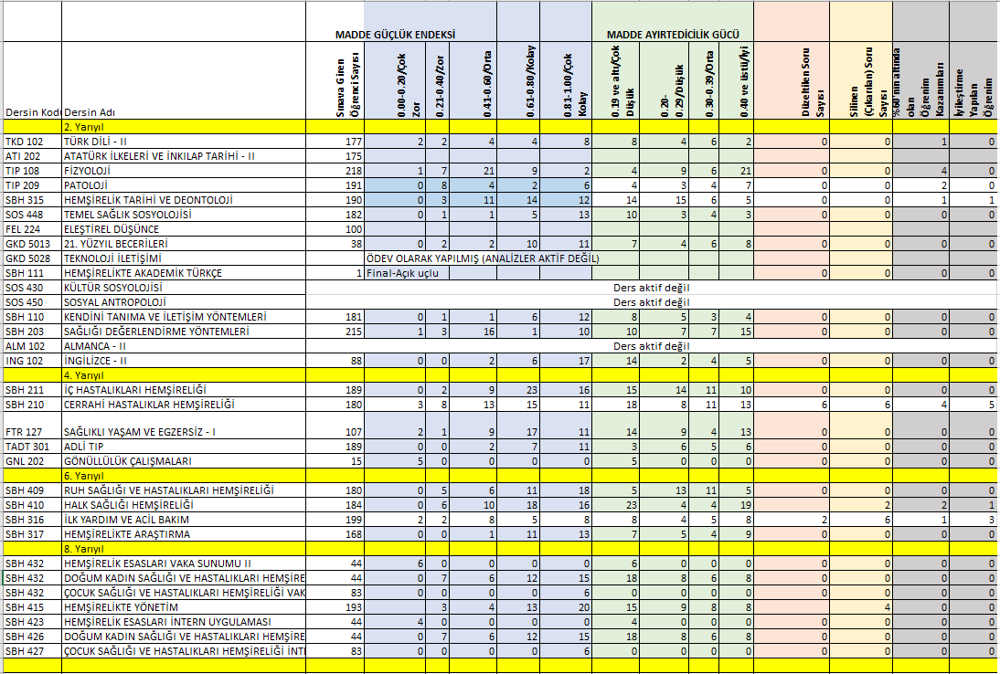 MADDE GÜÇLÜK ENDEKSİ MADDE AYIRTEDİCİLİK GÜCÜ
Dersin Kodu Dersin Adı Sınava Giren Öğrenci Sayısı 0.00-0.20/Çok Zor 0.21-0.40/Zor 0.41-0.60/Orta 0.61-0.80/Kolay 0.81-1.00/Çok Kolay 0.19 ve altı/Çok Düşük 0.20-0.29/Düşük 0.30-0.39/Orta 0.40 ve üstü/İyi Düzeltilen Soru Sayısı Silinen (Çıkarılan) Soru Sayısı %60'nin altında olan Öğrenim Kazanımları İyileştirme Yapılan Öğrenim
2. Yarıyıl
TKD 102 TÜRK DİLİ - II 177 2 2 4 4 8 8 4 6 2 0 0 1 0
ATI 202 ATATÜRK İLKELERİ VE İNKILAP TARİHİ - II 175
TIP 108 FİZYOLOJİ 218 1 7 21 9 2 4 9 6 21 0 0 4 0
TIP 209 PATOLOJİ 191 0 8 4 2 6 4 3 4 7 0 0 2 0
SBH 315 HEMŞİRELİK TARİHİ VE DEONTOLOJİ 190 0 3 11 14 12 14 15 6 5 0 0 1 1
SOS 448 TEMEL SAĞLIK SOSYOLOJİSİ 182 0 1 1 5 13 10 3 4 3 0 0 0 0
FEL 224 ELEŞTİREL DÜŞÜNCE 100
GKD 5013 21. YÜZYIL BECERİLERİ 38 0 2 2 10 11 7 4 6 8 0 0 0 0
GKD 5028 TEKNOLOJİ İLETİŞİMİ ÖDEV OLARAK YAPILMIŞ (ANALİZLER AKTİF DEĞİL)
SBH 111 HEMŞİRELİKTE AKADEMİK TÜRKÇE 1 Final-Açık uçlu 0 0 0 0
SOS 430 KÜLTÜR SOSYOLOJİSİ Ders aktif değil
SOS 450 SOSYAL ANTROPOLOJİ Ders aktif değil
SBH 110 KENDİNİ TANIMA VE İLETİŞİM YÖNTEMLERİ 181 0 1 1 6 12 8 5 3 4 0 0 0 0
SBH 203 SAĞLIĞI DEĞERLENDİRME YÖNTEMLERİ 215 1 3 16 1 10 10 7 7 15 0 0 0 0
ALM 102 ALMANCA - II Ders aktif değil
ING 102 İNGİLİZCE - II 88 0 0 2 6 17 14 2 4 5 0 0 0 0
4. Yarıyıl
SBH 211 İÇ HASTALIKLARI HEMŞİRELİĞİ 189 0 2 9 23 16 15 14 11 10 0 0 0 0
SBH 210 CERRAHİ HASTALIKLAR HEMŞİRELİĞİ 180 3 8 13 15 11 18 8 11 13 6 6 4 5
FTR 127 SAĞLIKLI YAŞAM VE EGZERSİZ - I 107 2 1 9 17 11 14 9 4 13 0 0 0 0
TADT 301 ADLİ TIP 189 0 0 2 7 11 3 6 5 6 0 0 0 0
GNL 202 GÖNÜLLÜLÜK ÇALIŞMALARI 15 5 0 0 0 0 5 0 0 0 0 0 0 0
6. Yarıyıl
SBH 409 RUH SAĞLIĞI VE HASTALIKLARI HEMŞİRELİĞİ 180 0 5 6 11 18 5 13 11 5 0 0 0 0
SBH 410 HALK SAĞLIĞI HEMŞİRELİĞİ 184 0 6 10 18 16 23 4 4 19 2 2 1
SBH 316 İLK YARDIM VE ACİL BAKIM 199 2 2 8 5 8 8 4 5 8 2 6 1 3
SBH 317 HEMŞİRELİKTE ARAŞTIRMA 168 0 0 1 11 13 7 5 4 9 0 0 0 0
8. Yarıyıl
SBH 432 HEMŞİRELİK ESASLARI VAKA SUNUMU II 44 6 0 0 0 0 6 0 0 0 0 0 0 0
SBH 432 DOĞUM KADIN SAĞLIĞI VE HASTALIKLARI HEMŞİRE 44 0 7 6 12 15 18 8 6 8 0 0 0 0
SBH 432 ÇOCUK SAĞLIĞI VE HASTALIKLARI HEMŞİRELİĞİ VAK 83 0 0 0 0 6 0 0 0 0 0 0 0 0
SBH 415 HEMŞİRELİKTE YÖNETİM 193 3 4 13 20 15 9 8 8 4 0 0
SBH 423 HEMŞİRELİK ESASLARI İNTERN UYGULAMASI 44 4 0 0 0 0 4 0 0 0 0 0 0 0
SBH 426 DOĞUM KADIN SAĞLIĞI VE HASTALIKLARI HEMŞİRE 44 0 7 6 12 15 18 8 6 8 0 0 0 0
SBH 427 ÇOCUK SAĞLIĞI VE HASTALIKLARI HEMŞİRELİĞİ İNTI 83 0 0 0 0 6 0 0 0 0 0 0 0 0